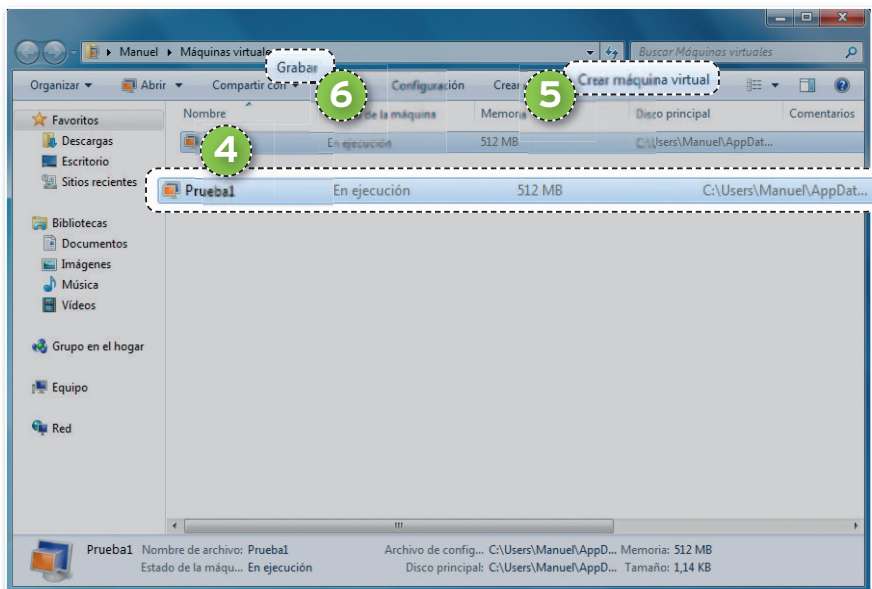 Manuel ▸ Máquinas virtuale
Buscar Máquinas virtuales
Grabar
Organizar Abrir Compartir con Configuración Crear
Crear máquina virtual
6
5
Favoritos
Descargas
Escritorio
Sitios recientes
Bibliotecas
Documentos
Imágenes
Música
Vídeos
Grupo en el hogar
Equipo
Red
Nombre de la máquina Memoria Disco principal Comentarios
4
En ejecución 512 MB C:\Users\Manuel\AppDat...
Prueba1 En ejecución 512 MB C:\Users\Manuel\AppDat...
Prueba1 Nombre de archivo: Prueba1 Archivo de config... C:\Users\Manuel\AppD... Memoria: 512 MB
Estado de la máqu... En ejecución Disco principal: C:\Users\Manuel\AppD... Tamaño: 1,14 KB